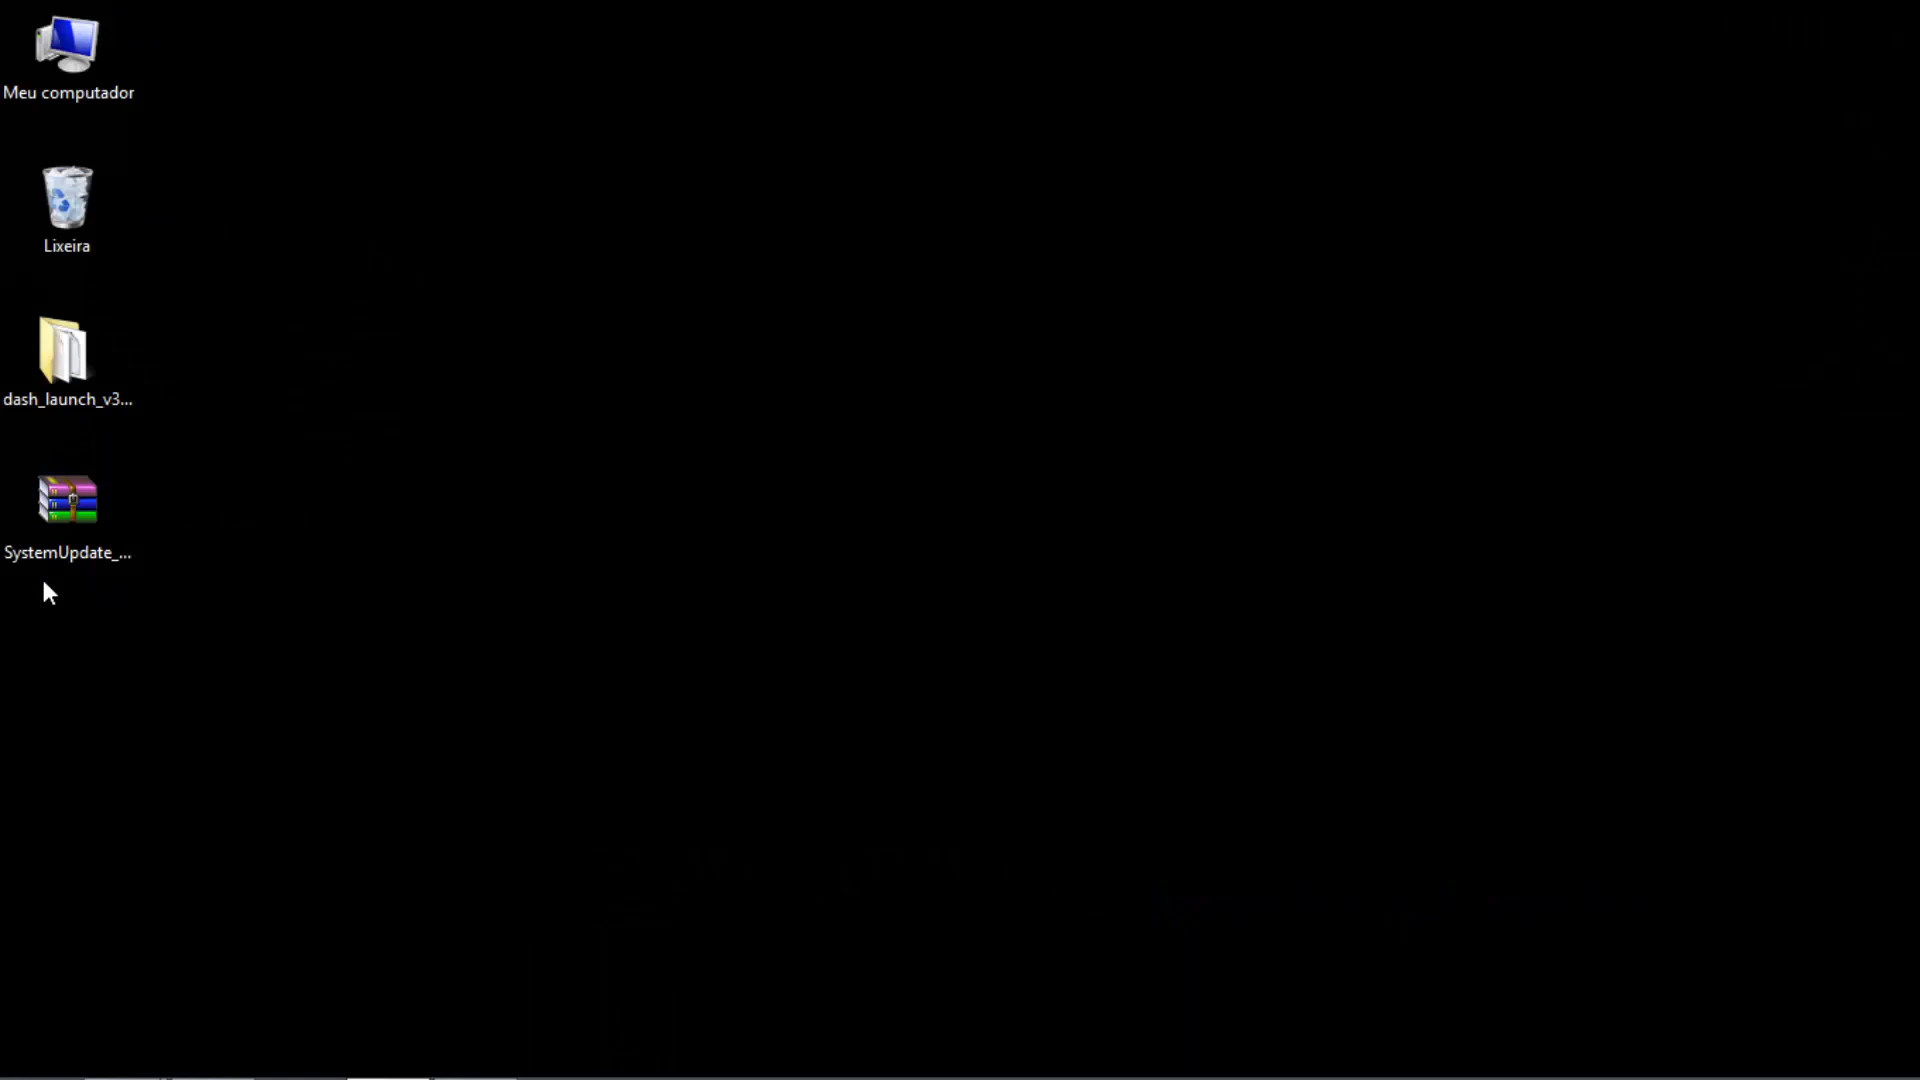 Meu computador
Lixeira
dash_launch_v3...
SystemUpdate_...